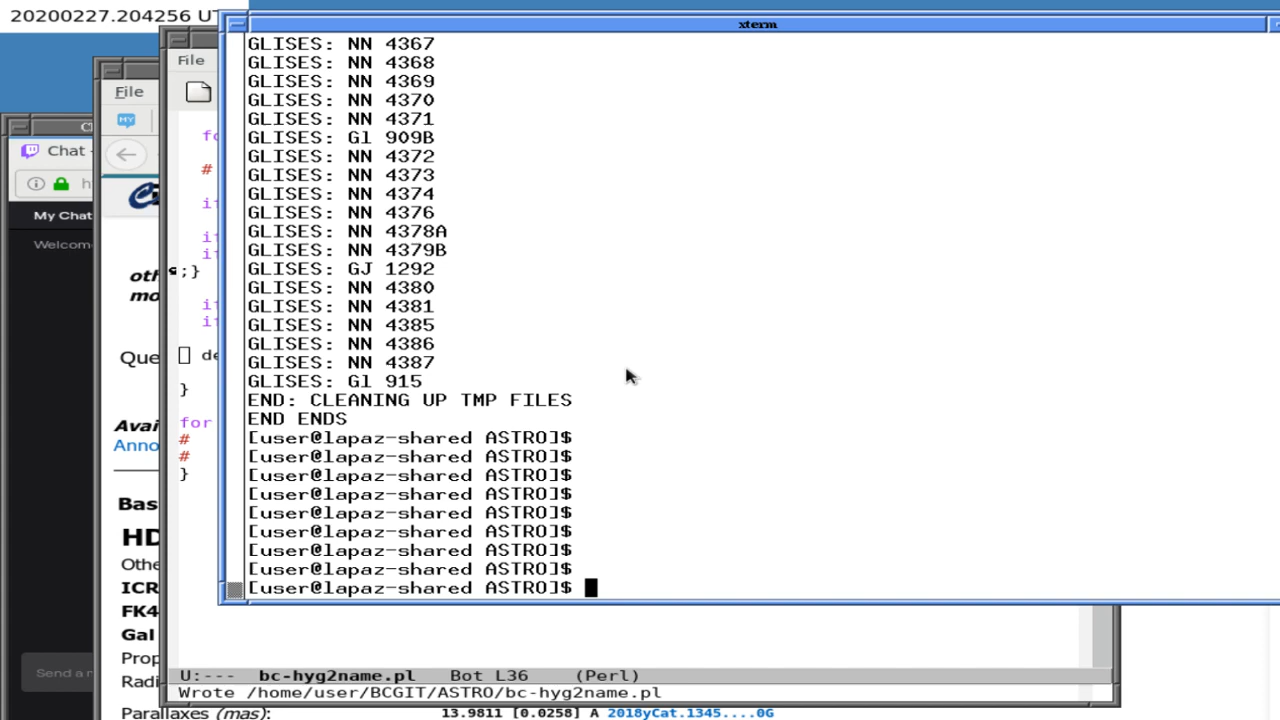 20200227.204256 U
xterm
GLISES: NN 4367
GLISES: NN 4368
GLISES: NN 4369
GLISES: NN 4370
GLISES: NN 4371
GLISES: Gl 909B
GLISES: NN 4372
GLISES: NN 4373
GLISES: NN 4374
GLISES: NN 4376
GLISES: NN 4378A
GLISES: NN 4379B
GLISES: GJ 1292
GLISES: NN 4380
GLISES: NN 4381
GLISES: NN 4385
GLISES: NN 4386
GLISES: NN 4387
GLISES: Gl 915
END: CLEANING UP TMP FILES
END ENDS
[user@lapaz-shared ASTRO]$
[user@lapaz-shared ASTRO]$
[user@lapaz-shared ASTRO]$
[user@lapaz-shared ASTRO]$
[user@lapaz-shared ASTRO]$
[user@lapaz-shared ASTRO]$
[user@lapaz-shared ASTRO]$
[user@lapaz-shared ASTRO]$
[user@lapaz-shared ASTRO]$
File
#
;}
}
for
#
#
}
U:--- bc-hyg2name.pl Bot L36 (Perl)
Wrote /home/user/BCGIT/ASTRO/bc-hyg2name.pl
File
MY
Que
Avai
Anno
Bas
HD
Othe
ICR
FK4
Gal
Prop
Radi
Parallaxes (mas): 13.9811 [0.0258] A 2018yCat.1345....0G
Chat -
My Chat
Welcom
Send a